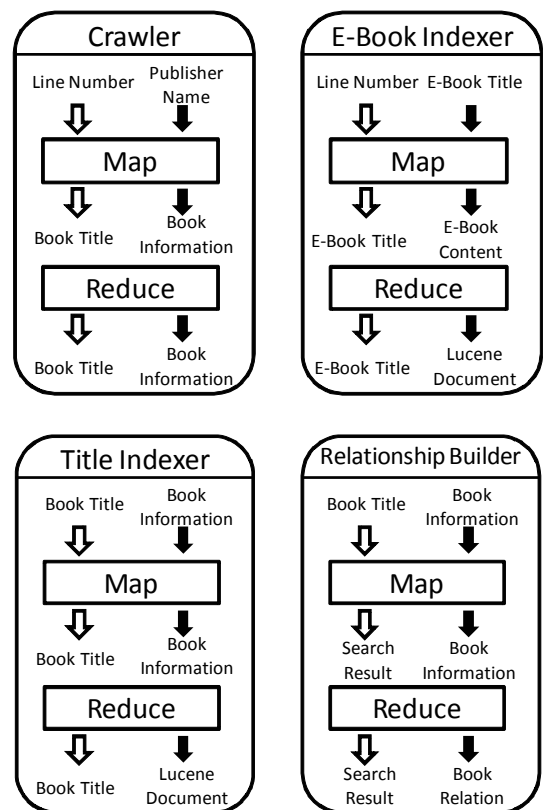 Crawler
Line Number
Publisher
Name
Map
Book Title
Book
Information
Reduce
Book Title
Book
Information
E-Book Indexer
Line Number
E-Book Title
Map
E-Book Title
E-Book
Content
Reduce
E-Book Title
Lucene
Document
Title Indexer
Book Title
Book
Information
Map
Book Title
Book
Information
Reduce
Book Title
Lucene
Document
Relationship Builder
Book Title
Book
Information
Map
Search
Result
Book
Information
Reduce
Search
Result
Book
Relation